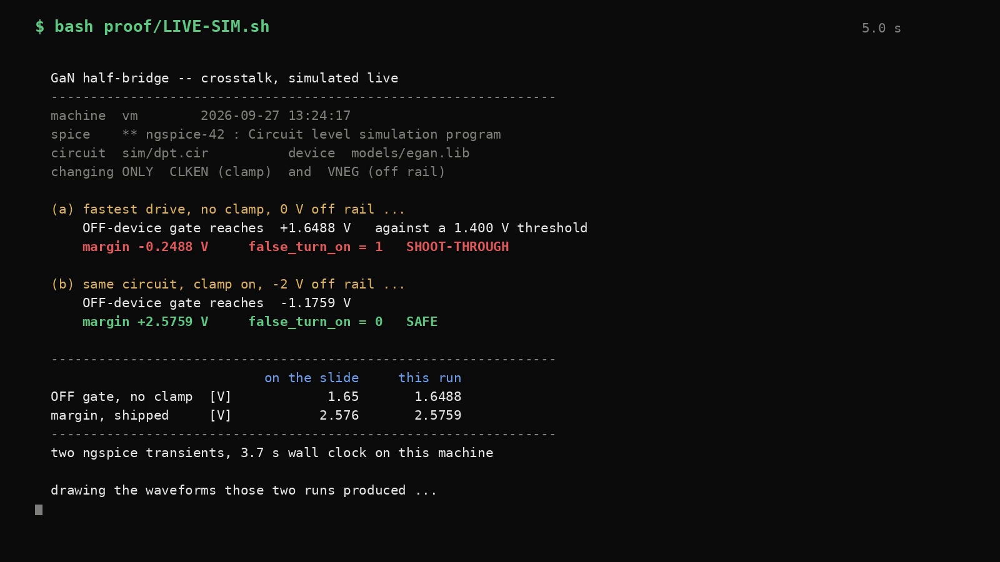 $ bash proof/LIVE-SIM.sh
5.0 s
GaN half-bridge -- crosstalk, simulated live
----------------------------------------------------------------
machine  vm        2026-09-27 13:24:17
spice    ** ngspice-42 : Circuit level simulation program
circuit  sim/dpt.cir          device  models/egan.lib
changing ONLY  CLKEN (clamp)  and  VNEG (off rail)
(a) fastest drive, no clamp, 0 V off rail ...
OFF-device gate reaches  +1.6488 V   against a 1.400 V threshold
margin -0.2488 V     false_turn_on = 1   SHOOT-THROUGH
(b) same circuit, clamp on, -2 V off rail ...
OFF-device gate reaches  -1.1759 V
margin +2.5759 V     false_turn_on = 0   SAFE
----------------------------------------------------------------
on the slide     this run
OFF gate, no clamp  [V]            1.65       1.6488
margin, shipped     [V]           2.576       2.5759
----------------------------------------------------------------
two ngspice transients, 3.7 s wall clock on this machine
drawing the waveforms those two runs produced ...